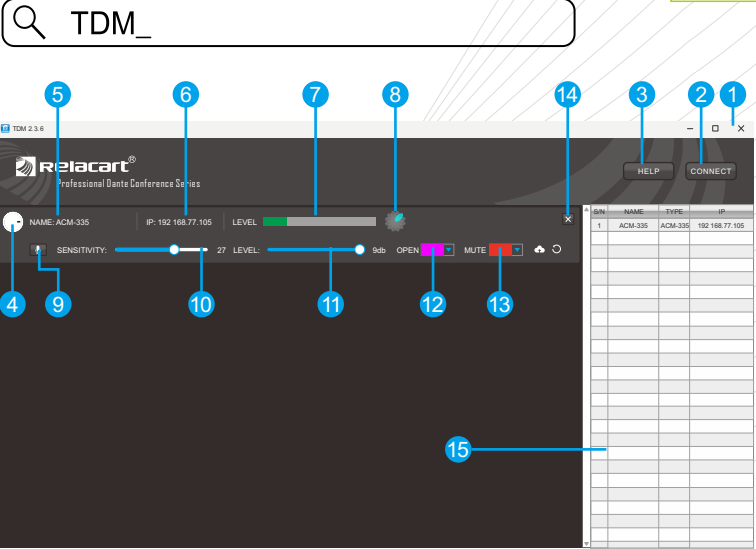 TDM_
5 6 7 8 14 3 2 1
TDM 2.3.6
Relacart®
Professional Dante Conference Series
HELP CONNECT
NAME: ACM-335 IP: 192 168.77.105 LEVEL
SENSITIVITY: 27 LEVEL: 9db OPEN MUTE
4 9 10 11 12 13
S/N NAME TYPE IP
1 ACM-335 ACM-335 192 168.77.105
15